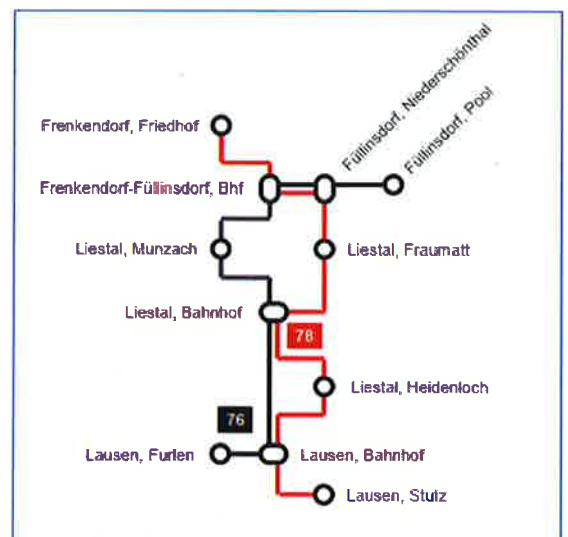 Füllinsdorf, Niederschönthal
Füllinsdorf, Pool
Frenkendorf, Friedhof
Frenkendorf-Füllinsdorf, Bhf
Liestal, Munzach
Liestal, Fraumatt
Liestal, Bahnhof
78
Liestal, Heidenloch
76
Lausen, Furlen
Lausen, Bahnhof
Lausen, Stutz